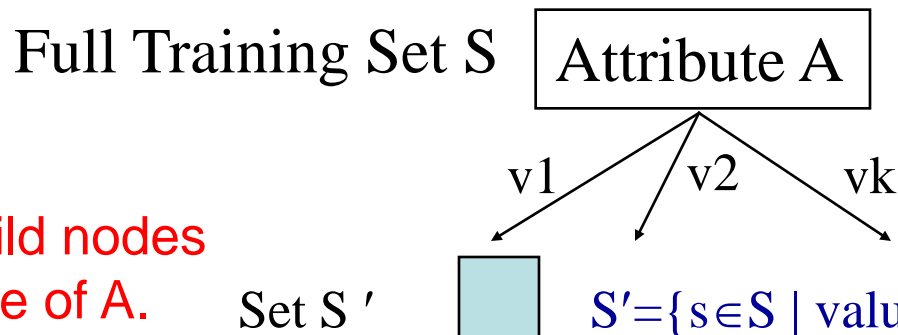 Full Training Set S
Attribute A
v1 v2 vk
ild nodes
e of A.
Set S ′
S′={s∈S | valu